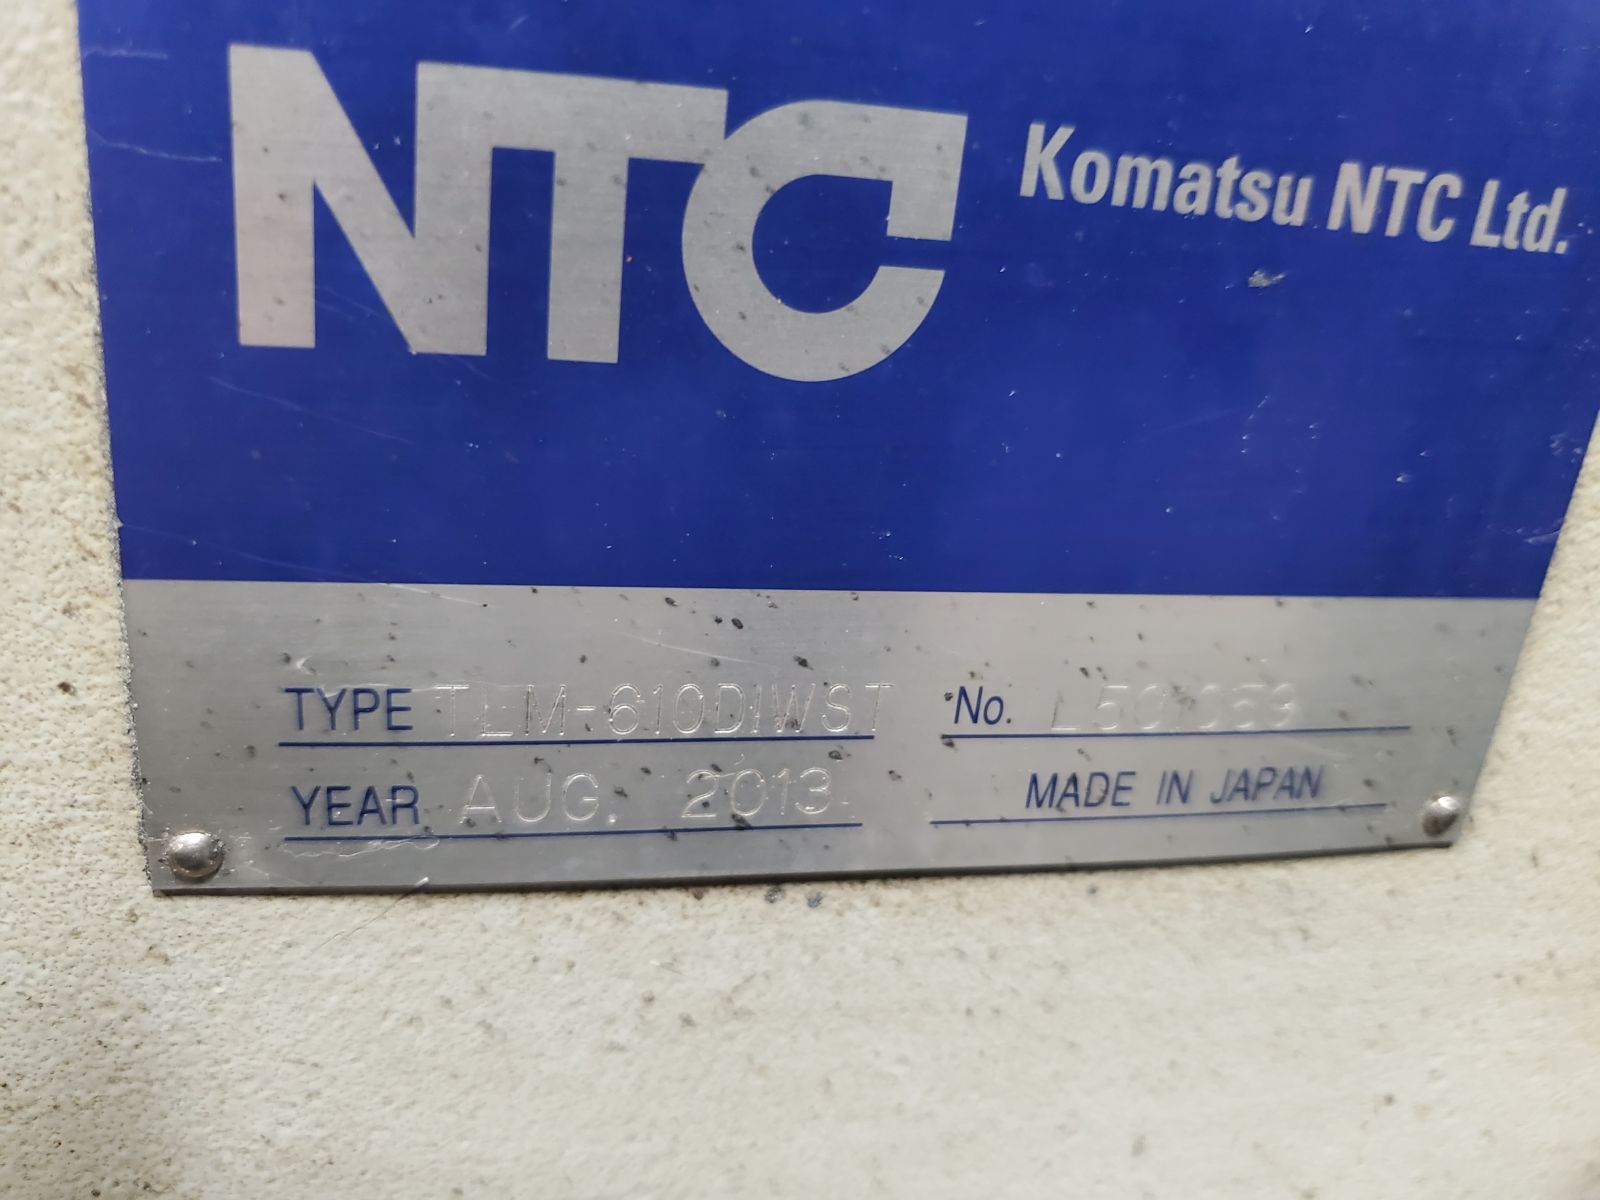 NTC Komatsu NTC Ltd.
TYPE TLM-610DIWST No.
YEAR AUG. 2013 MADE IN JAPAN